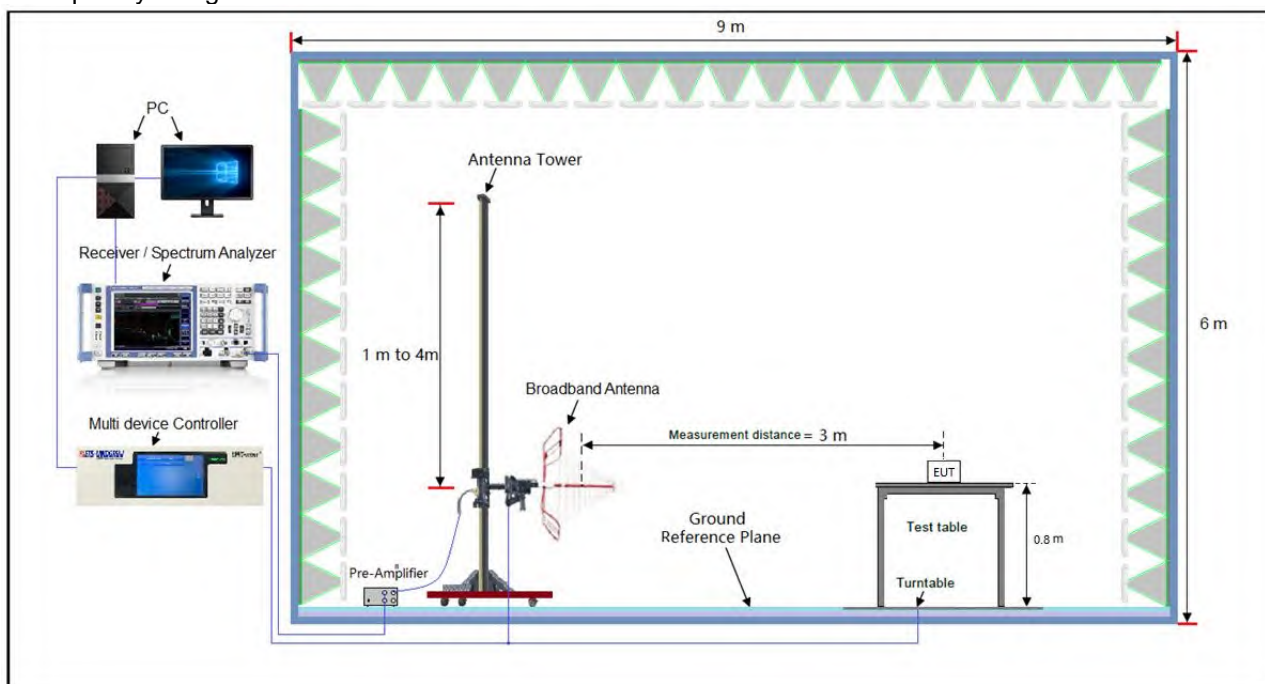 9 m
PC
Antenna Tower
Receiver / Spectrum Analyzer
1 m to 4m
6 m
Broadband Antenna
Multi device Controller
Measurement distance = 3 m
EUT
Ground
Reference Plane
Test table
0.8 m
Pre-Amplifier
Turntable